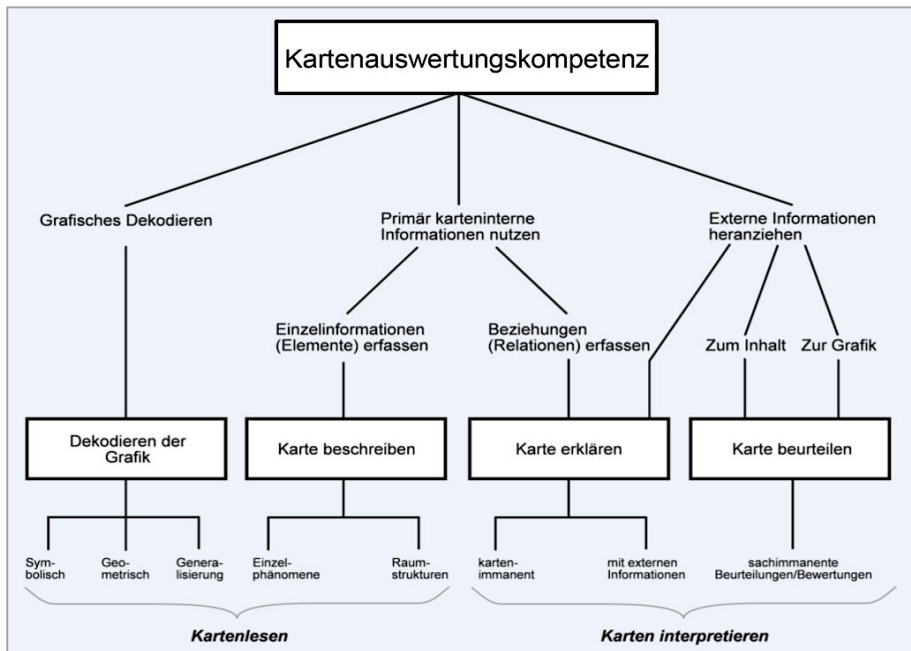 Kartenauswertungskompetenz
Grafisches Dekodieren
Primär karteninterne
Informationen nutzen
Externe Informationen
heranziehen
Einzelinformationen
(Elemente) erfassen
Beziehungen
(Relationen) erfassen
Zum Inhalt
Zur Grafik
Dekodieren der
Grafik
Karte beschreiben
Karte erklären
Karte beurteilen
Sym-
bolisch
Geo-
metrisch
Genera-
lisierung
Einzel-
phänomene
Raum-
strukturen
karten-
immanent
mit externen
Informationen
sachimmanente
Beurteilungen/Bewertungen
Kartenlesen
Karten interpretieren